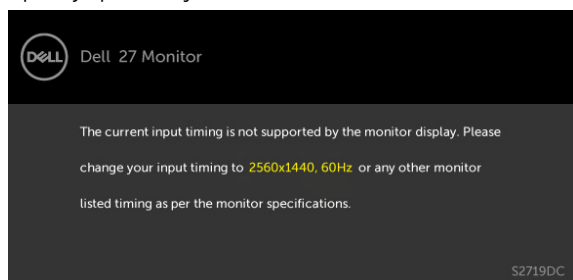 DELL Dell 27 Monitor
The current input timing is not supported by the monitor display. Please
change your input timing to 2560x1440, 60Hz or any other monitor
listed timing as per the monitor specifications.
S2719DC